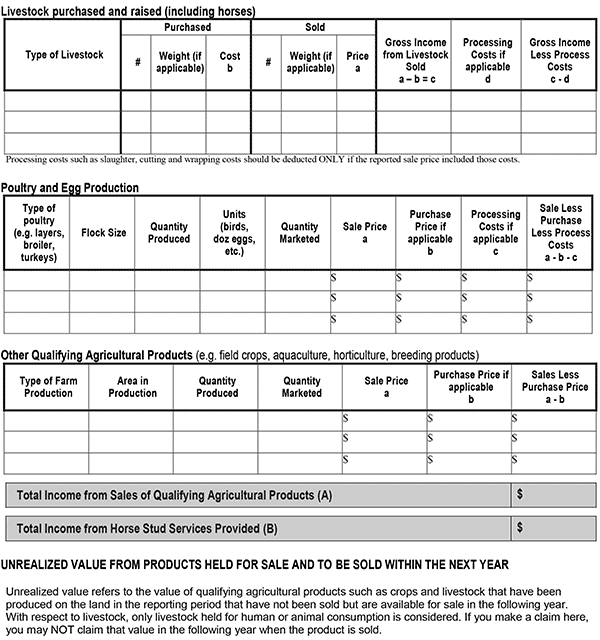 Livestock purchased and raised (including horses)
Purchased Sold
Type of Livestock # Weight (if applicable) Cost b # Weight (if applicable) Price a Gross Income from Livestock Sold a – b = c Processing Costs if applicable d Gross Income Less Process Costs c - d
Processing costs such as slaughter, cutting and wrapping costs should be deducted ONLY if the reported sale price included those costs.
Poultry and Egg Production
Type of poultry (e.g. layers, broiler, turkeys) Flock Size Quantity Produced Units (birds, doz eggs, etc.) Quantity Marketed Sale Price a Purchase Price if applicable b Processing Costs if applicable c Sale Less Purchase Less Process Costs a - b - c
$ $ $ $
$ $ $ $
$ $ $ $
Other Qualifying Agricultural Products (e.g. field crops, aquaculture, horticulture, breeding products)
Type of Farm Production Area in Production Quantity Produced Quantity Marketed Sale Price a Purchase Price if applicable b Sales Less Purchase Price a - b
$ $ $
$ $ $
$ $ $
Total Income from Sales of Qualifying Agricultural Products (A) $
Total Income from Horse Stud Services Provided (B) $
UNREALIZED VALUE FROM PRODUCTS HELD FOR SALE AND TO BE SOLD WITHIN THE NEXT YEAR
Unrealized value refers to the value of qualifying agricultural products such as crops and livestock that have been
produced on the land in the reporting period that have not been sold but are available for sale in the following year.
With respect to livestock, only livestock held for human or animal consumption is considered. If you make a claim here,
you may NOT claim that value in the following year when the product is sold.